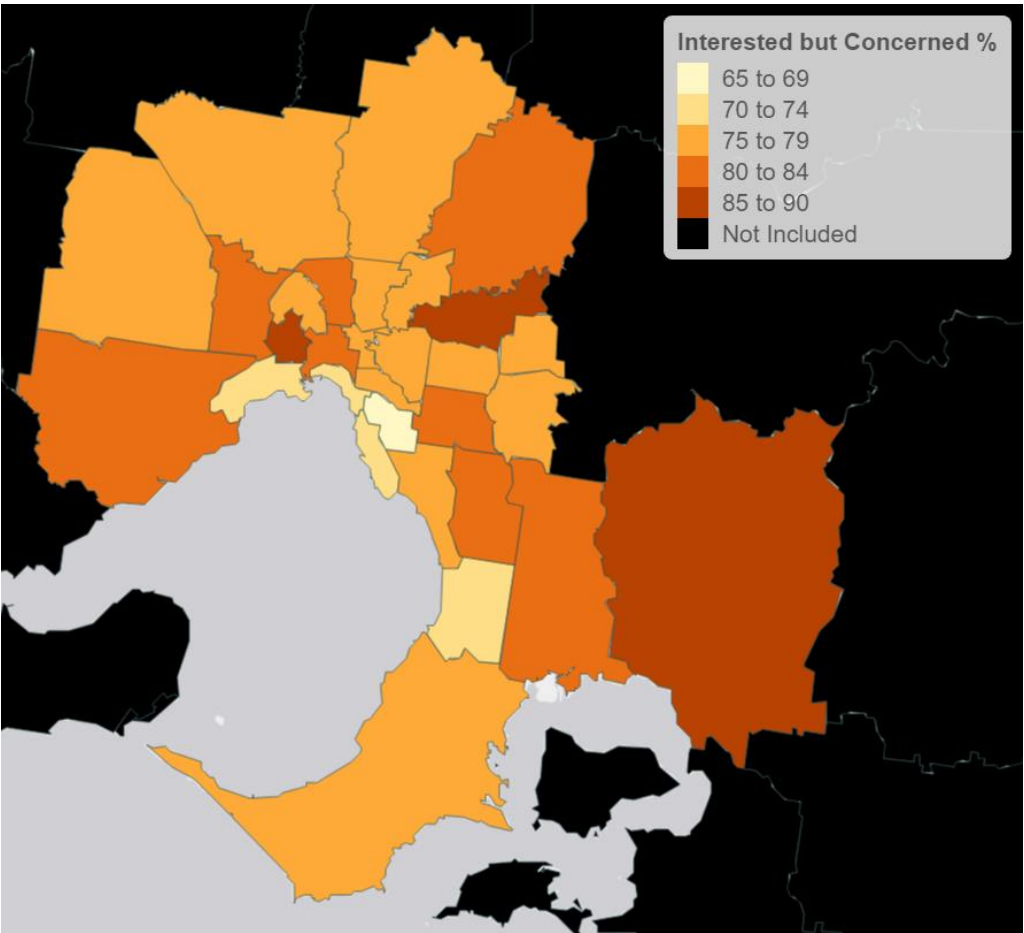 Interested but Concerned %
65 to 69
70 to 74
75 to 79
80 to 84
85 to 90
Not Included